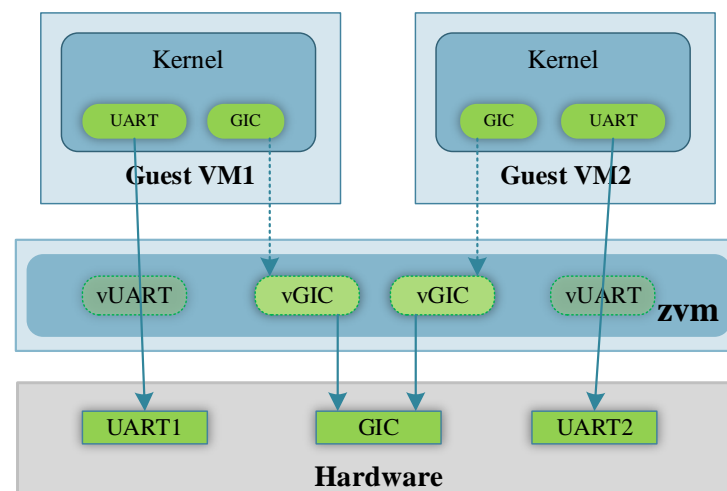 Kernel
UART GIC
Guest VM1
Kernel
GIC UART
Guest VM2
vUART vGIC vGIC vUART
zvm
UART1 GIC UART2
Hardware